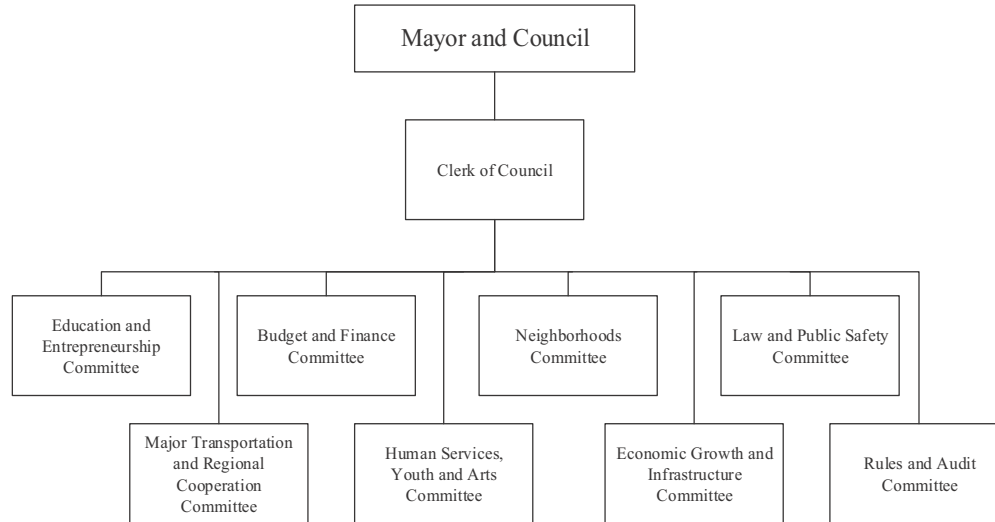 Mayor and Council
Clerk of Council
Education and
Entrepreneurship
Committee
Budget and Finance
Committee
Neighborhoods
Committee
Law and Public Safety
Committee
Major Transportation
and Regional
Cooperation
Committee
Human Services,
Youth and Arts
Committee
Economic Growth and
Infrastructure
Committee
Rules and Audit
Committee